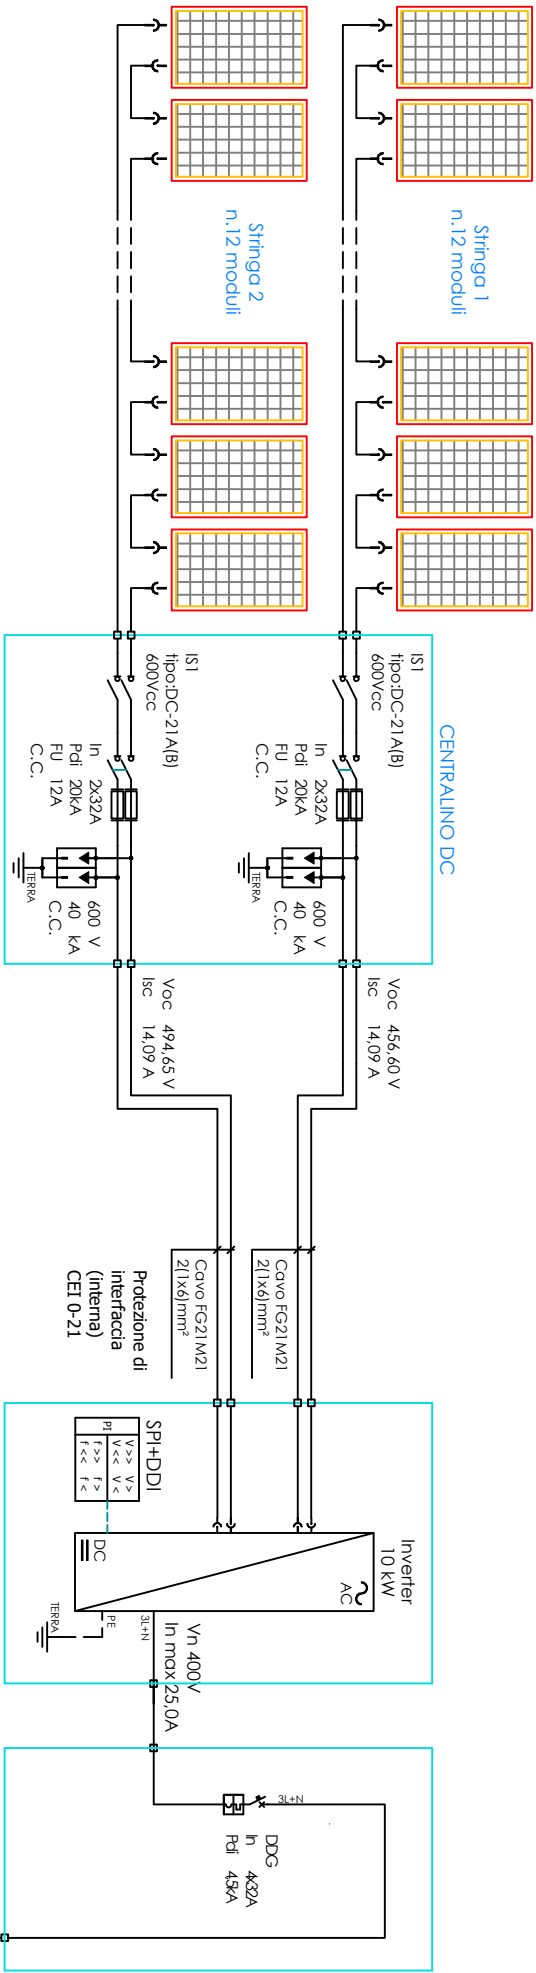 Stringa 1
n.12 moduli
Stringa 2
n.12 moduli
CENTRALINO DC
IS1
tipo:DC-21A(B)
600Vcc
In 2x32A
Pdi 20kA
FU 12A
C.C.
600 V
40 kA
C.C.
TERRA
IS1
tipo:DC-21A(B)
600Vcc
In 2x32A
Pdi 20kA
FU 12A
C.C.
600 V
40 kA
C.C.
TERRA
Voc 456,60 V
Isc 14,09 A
Voc 494,65 V
Isc 14,09 A
Cavo FG21M21
2(1x6)mm²
Cavo FG21M21
2(1x6)mm²
Protezione di
interfaccia
(interna)
CEI 0-21
SPI+DDI
V >> V >
V << V <
PI
f >> f >
f << f <
Inverter
10 kW
AC
DC
3L+N
PE
TERRA
Vn 400V
In max 25,0A
3L+N
DDG
In 4x32A
Pdi 4,5kA